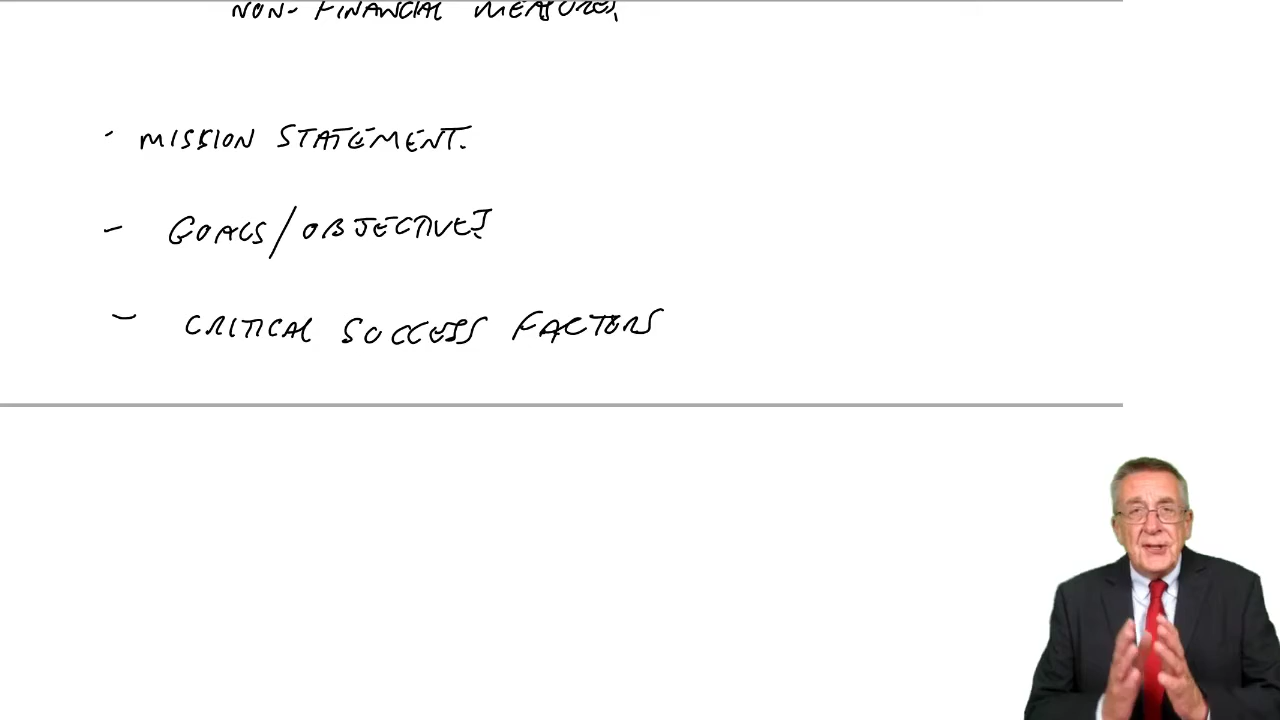 NON- FINANCIAL MEASURES
- MISSION STATEMENT.
- GOALS/OBJECTIVES
- CRITICAL SUCCESS FACTORS